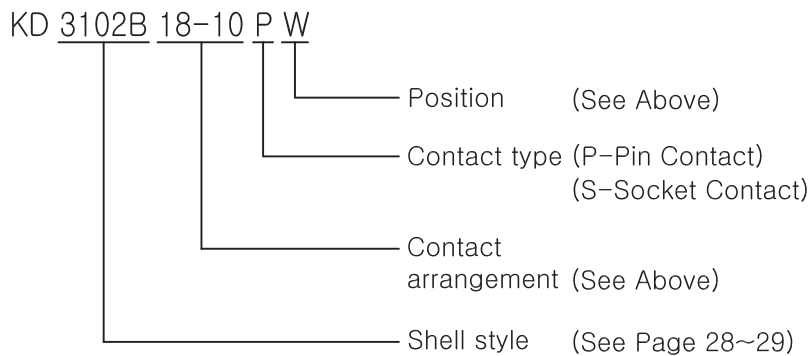 KD 3102B 18-10 P W
Position (See Above)
Contact type (P-Pin Contact)
(S-Socket Contact)
Contact
arrangement (See Above)
Shell style (See Page 28~29)